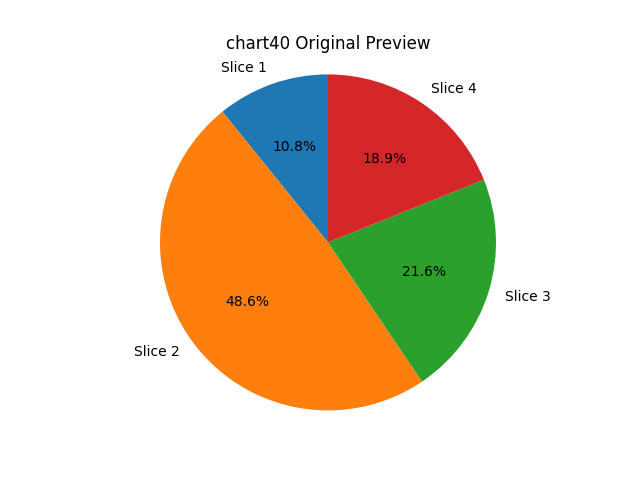 chart40 Original Preview
Slice 1
Slice 4
10.8%
18.9%
21.6%
Slice 3
48.6%
Slice 2